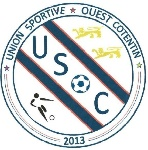 UNION SPORTIVE ★ OUEST COTENTIN
U S
C
2013